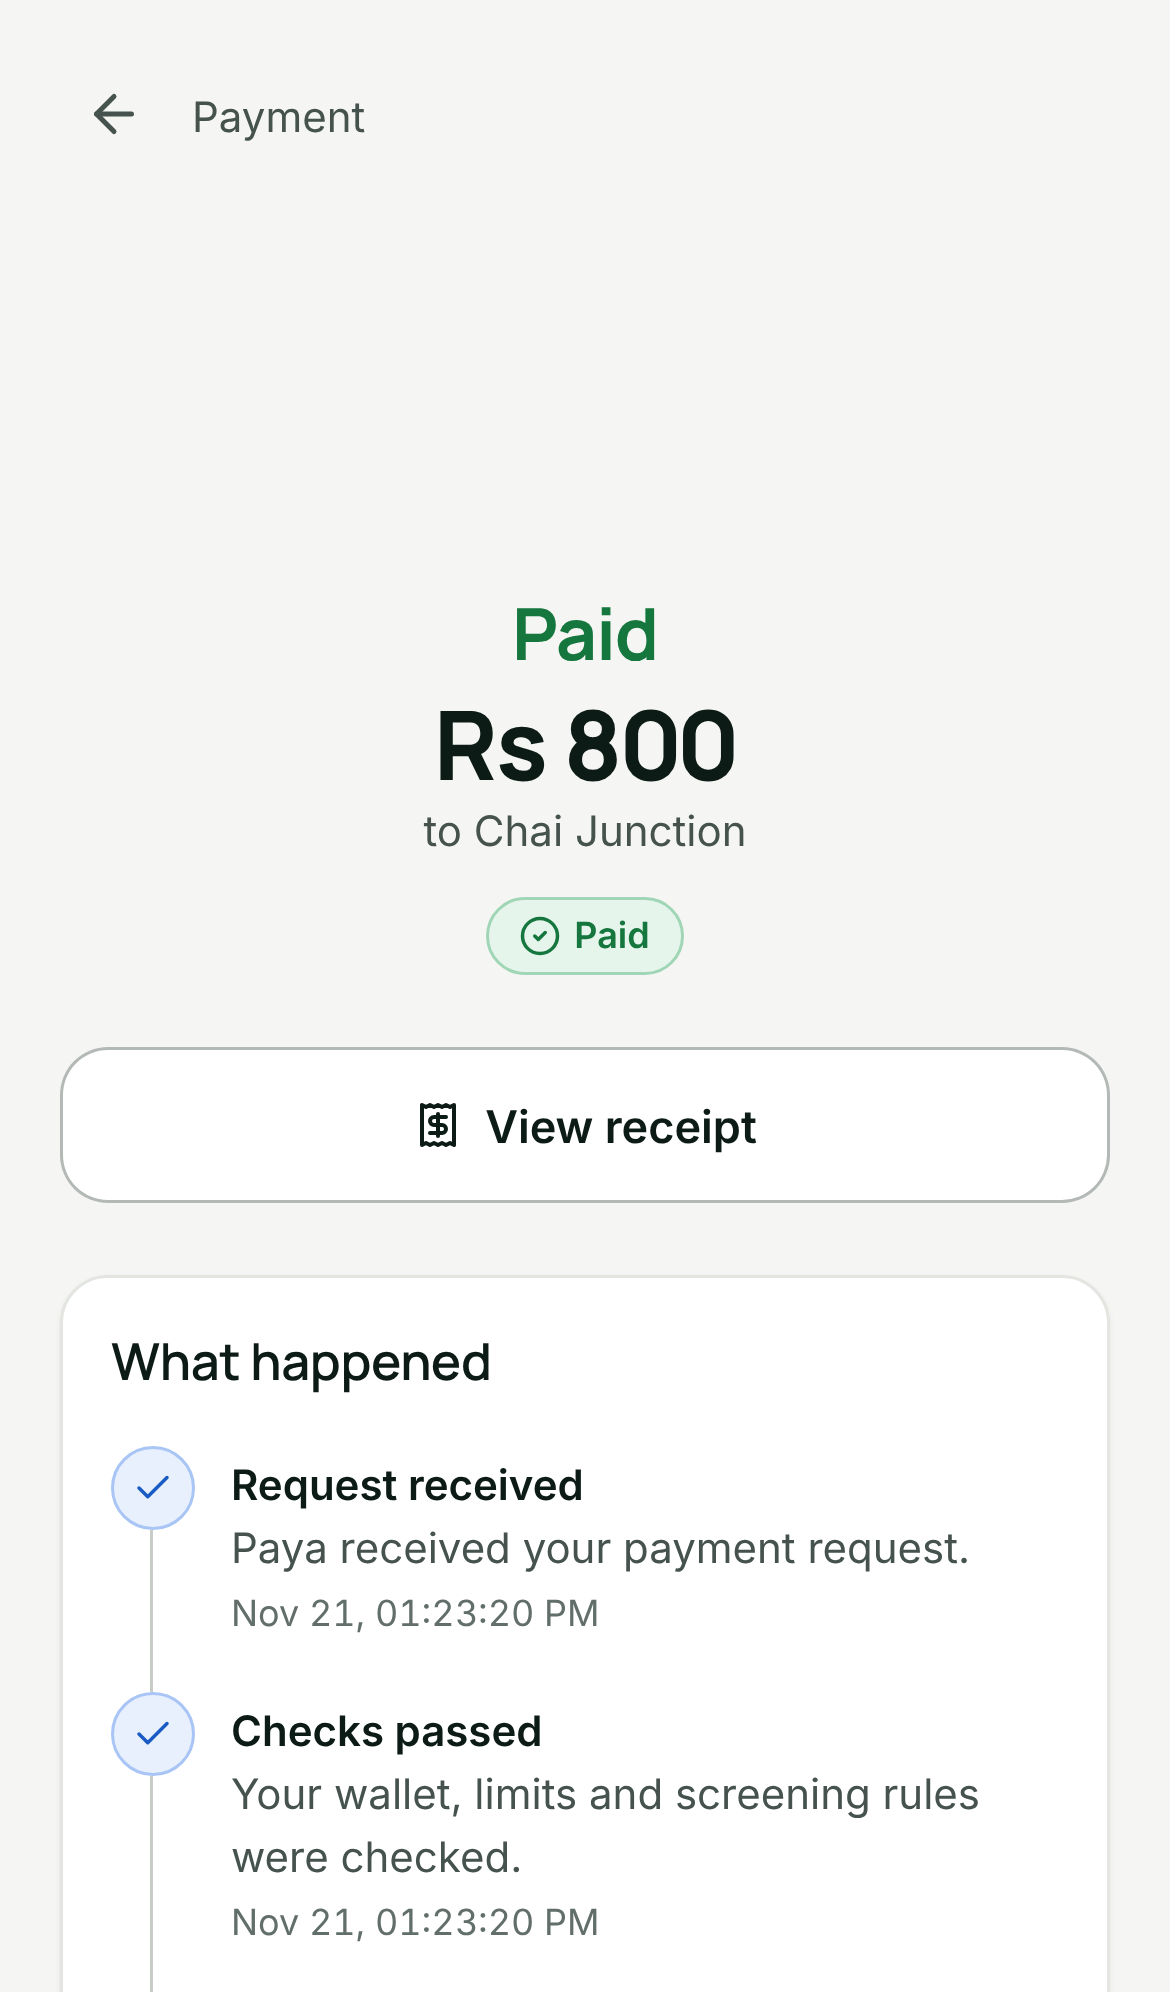 Payment
Paid
Rs 800
to Chai Junction
Paid
View receipt
What happened
Request received
Paya received your payment request.
Nov 21, 01:23:20 PM
Checks passed
Your wallet, limits and screening rules
were checked.
Nov 21, 01:23:20 PM